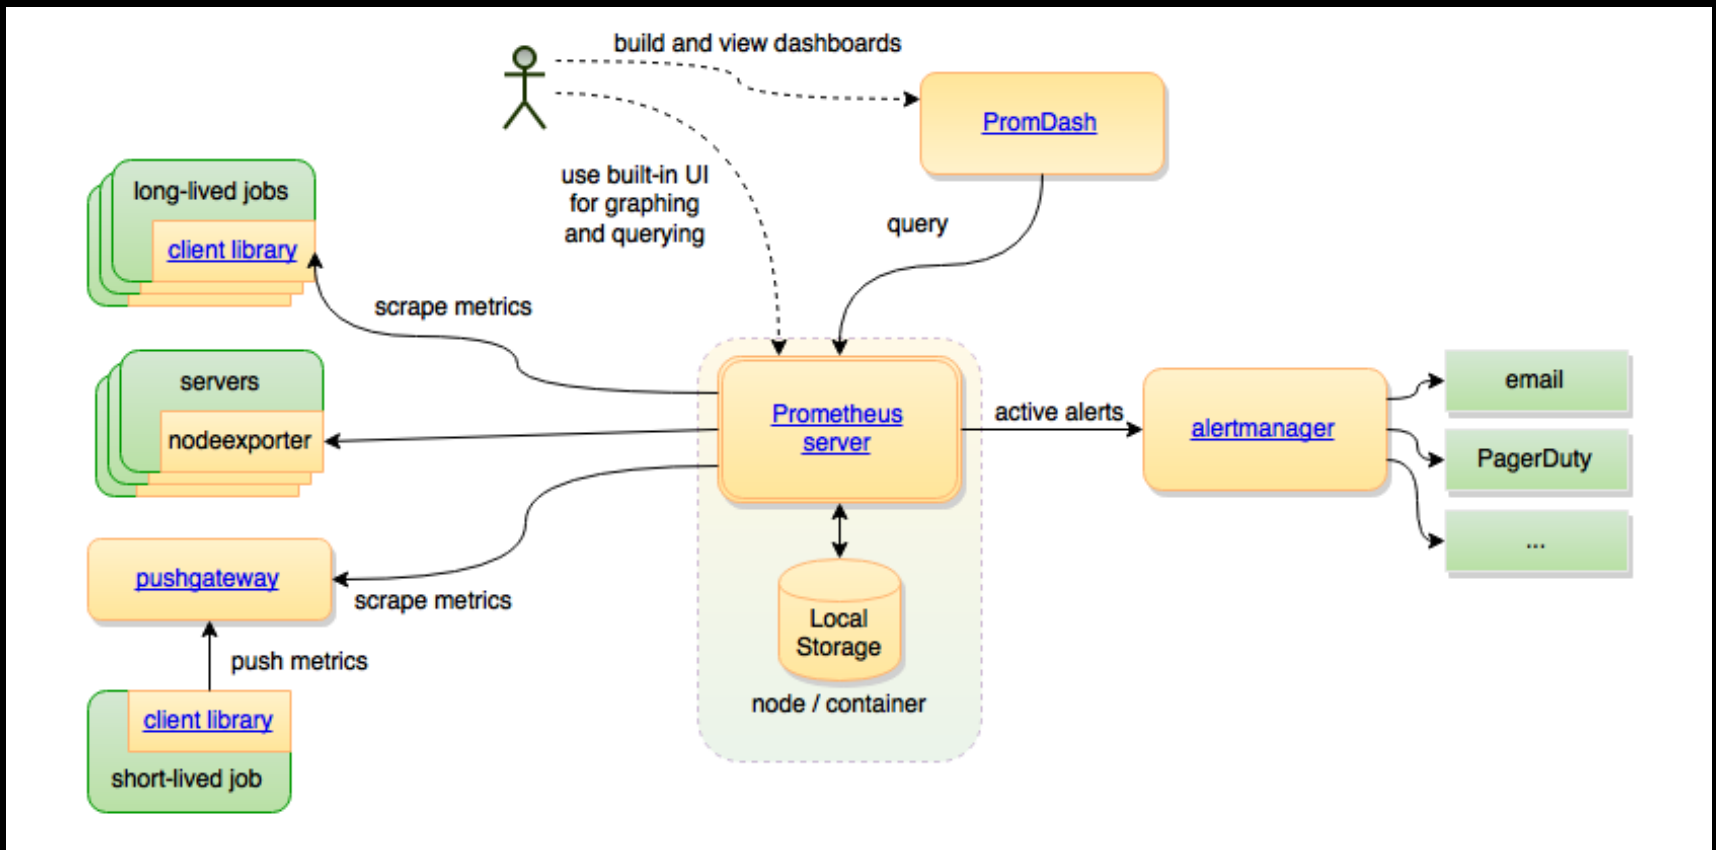 build and view dashboards
PromDash
use built-in UI
for graphing
and querying
query
long-lived jobs
client library
scrape metrics
servers
nodeexporter
Prometheus
server
active alerts
alertmanager
email
PagerDuty
...
pushgateway
scrape metrics
push metrics
client library
short-lived job
Local
Storage
node / container